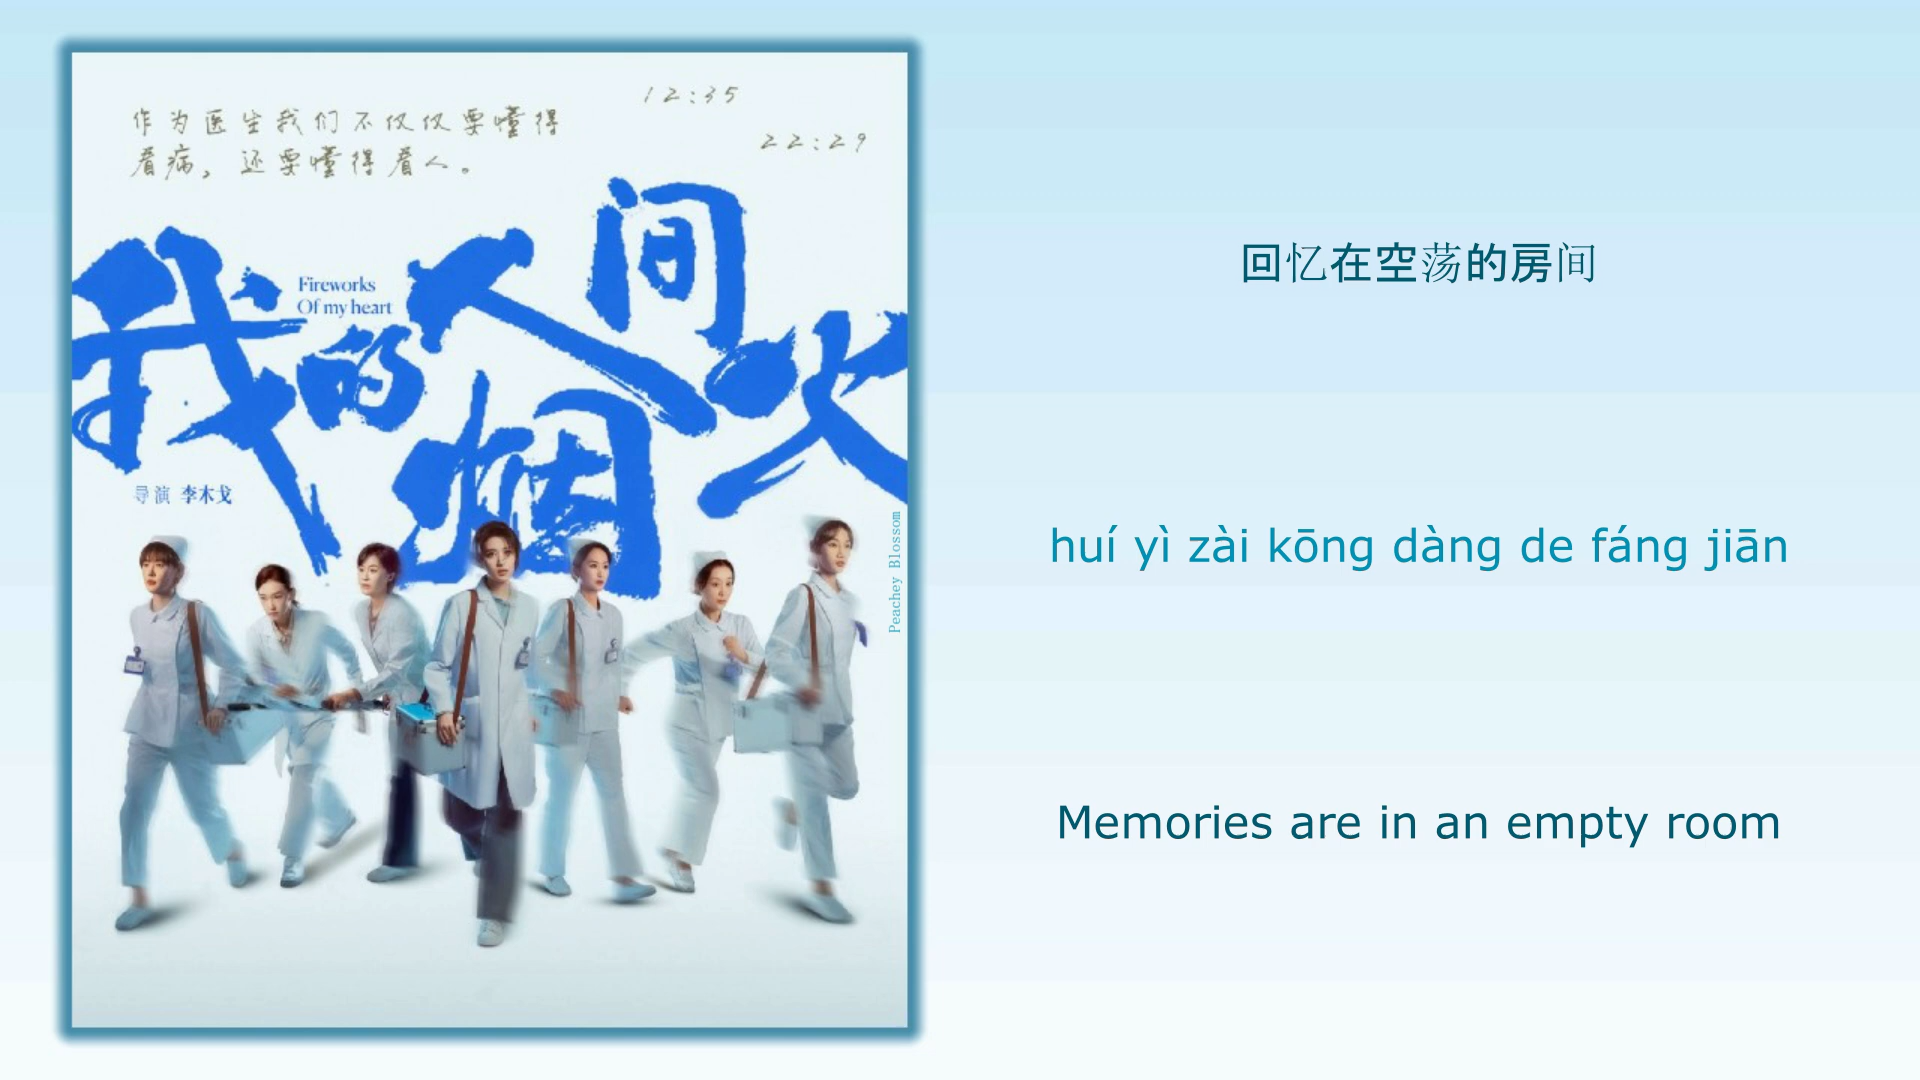 作为医生我们不仅仅要懂得
看病，还要懂得看人。
12:35
22:29
我的人间烟火
Fireworks
Of my heart
导演 李木戈
Peachey Blossom
回忆在空荡的房间
huí yì zài kōng dàng de fáng jiān
Memories are in an empty room